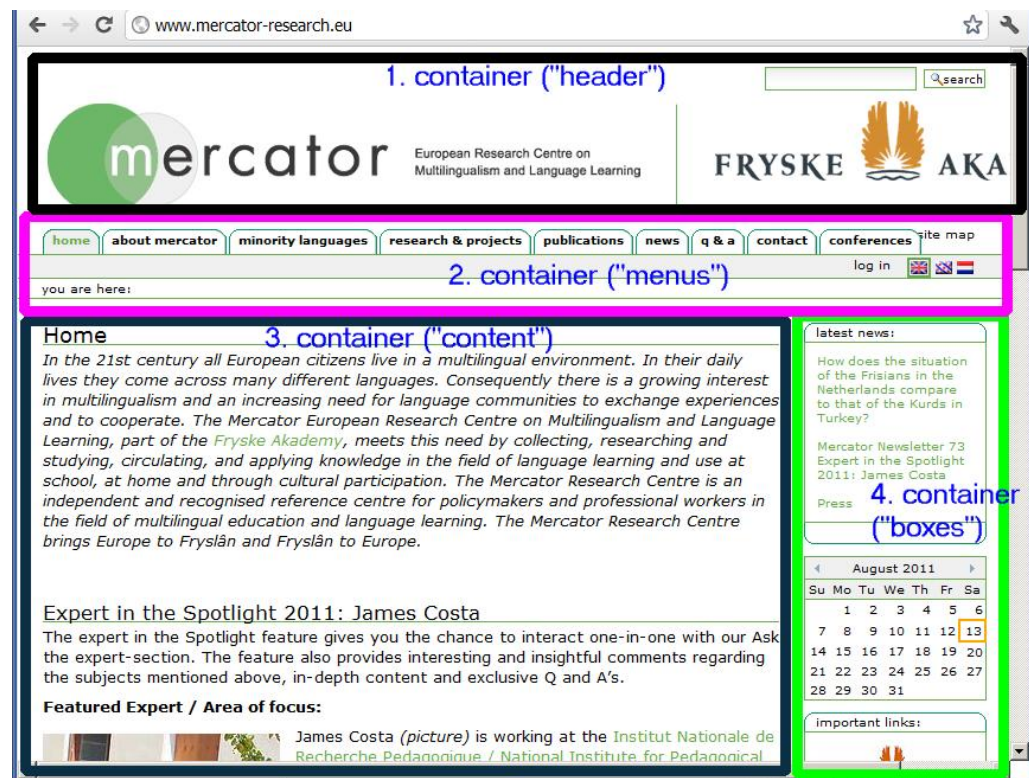 www.mercator-research.eu
1. container ("header")
search
mercator
European Research Centre on
Multilingualism and Language Learning
FRYSKE AKA
home about mercator minority languages research & projects publications news q & a contact conferences site map
log in
2. container ("menus")
you are here:
Home
3. container ("content")
In the 21st century all European citizens live in a multilingual environment. In their daily
lives they come across many different languages. Consequently there is a growing interest
in multilingualism and an increasing need for language communities to exchange experiences
and to cooperate. The Mercator European Research Centre on Multilingualism and Language
Learning, part of the Fryske Akademy, meets this need by collecting, researching and
studying, circulating, and applying knowledge in the field of language learning and use at
school, at home and through cultural participation. The Mercator Research Centre is an
independent and recognised reference centre for policymakers and professional workers in
the field of multilingual education and language learning. The Mercator Research Centre
brings Europe to Fryslân and Fryslân to Europe.
Expert in the Spotlight 2011: James Costa
The expert in the Spotlight feature gives you the chance to interact one-in-one with our Ask
the expert-section. The feature also provides interesting and insightful comments regarding
the subjects mentioned above, in-depth content and exclusive Q and A's.
Featured Expert / Area of focus:
James Costa (picture) is working at the Institut Nationale de
Recherche Pedagogique / National Institute for Pedagogical
latest news:
How does the situation
of the Frisians in the
Netherlands compare
to that of the Kurds in
Turkey?
Mercator Newsletter 73
Expert in the Spotlight
2011: James Costa
Press
4. container
("boxes")
August 2011
Su Mo Tu We Th Fr Sa
1 2 3 4 5 6
7 8 9 10 11 12 13
14 15 16 17 18 19 20
21 22 23 24 25 26 27
28 29 30 31
important links: